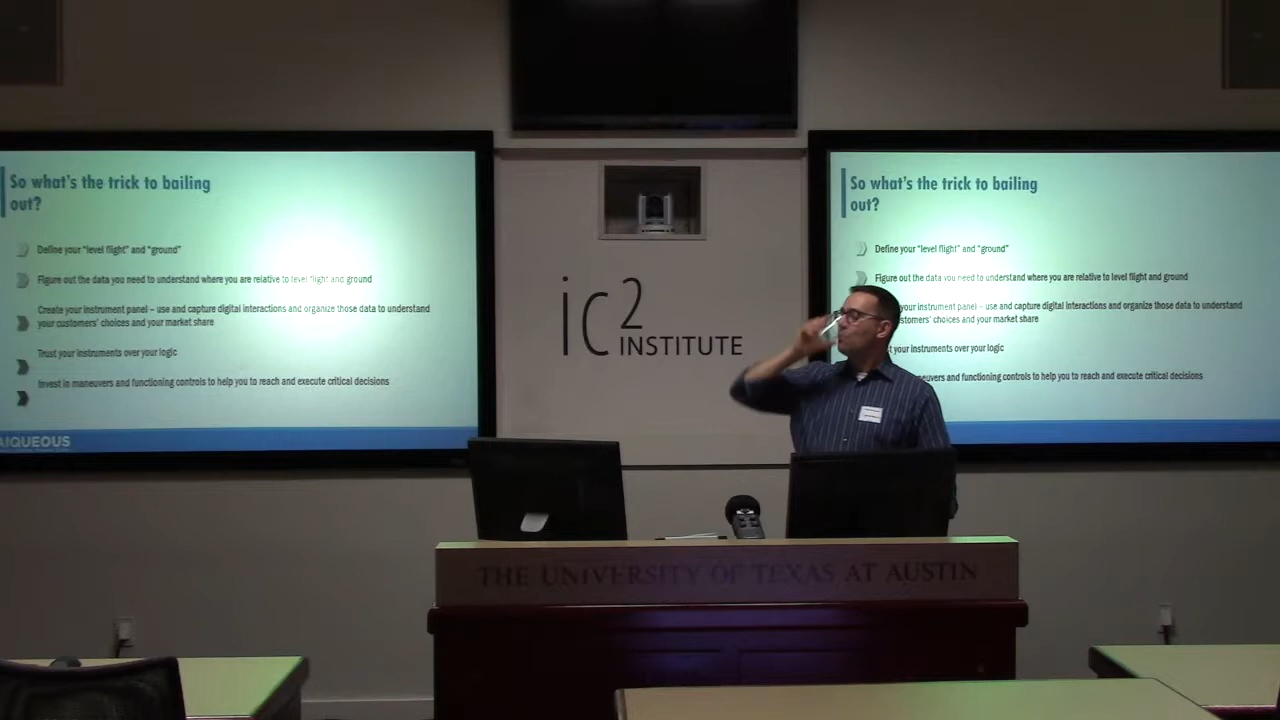 So what's the trick to bailing
out?
Define your "level flight" and "ground"
Figure out the data you need to understand where you are relative to level flight and ground
Create your instrument panel – use and capture digital interactions and organize those data to understand
your customers' choices and your market share
Trust your instruments over your logic
Invest in maneuvers and functioning controls to help you to reach and execute critical decisions
AIQUEOUS
ic2
INSTITUTE
So what's the trick to bailing
out?
Define your "level flight" and "ground"
Figure out the data you need to understand where you are relative to level flight and ground
your instrument panel – use and capture digital interactions and organize those data to understand
customers' choices and your market share
your instruments over your logic
maneuvers and functioning controls to help you to reach and execute critical decisions
THE UNIVERSITY OF TEXAS AT AUSTIN